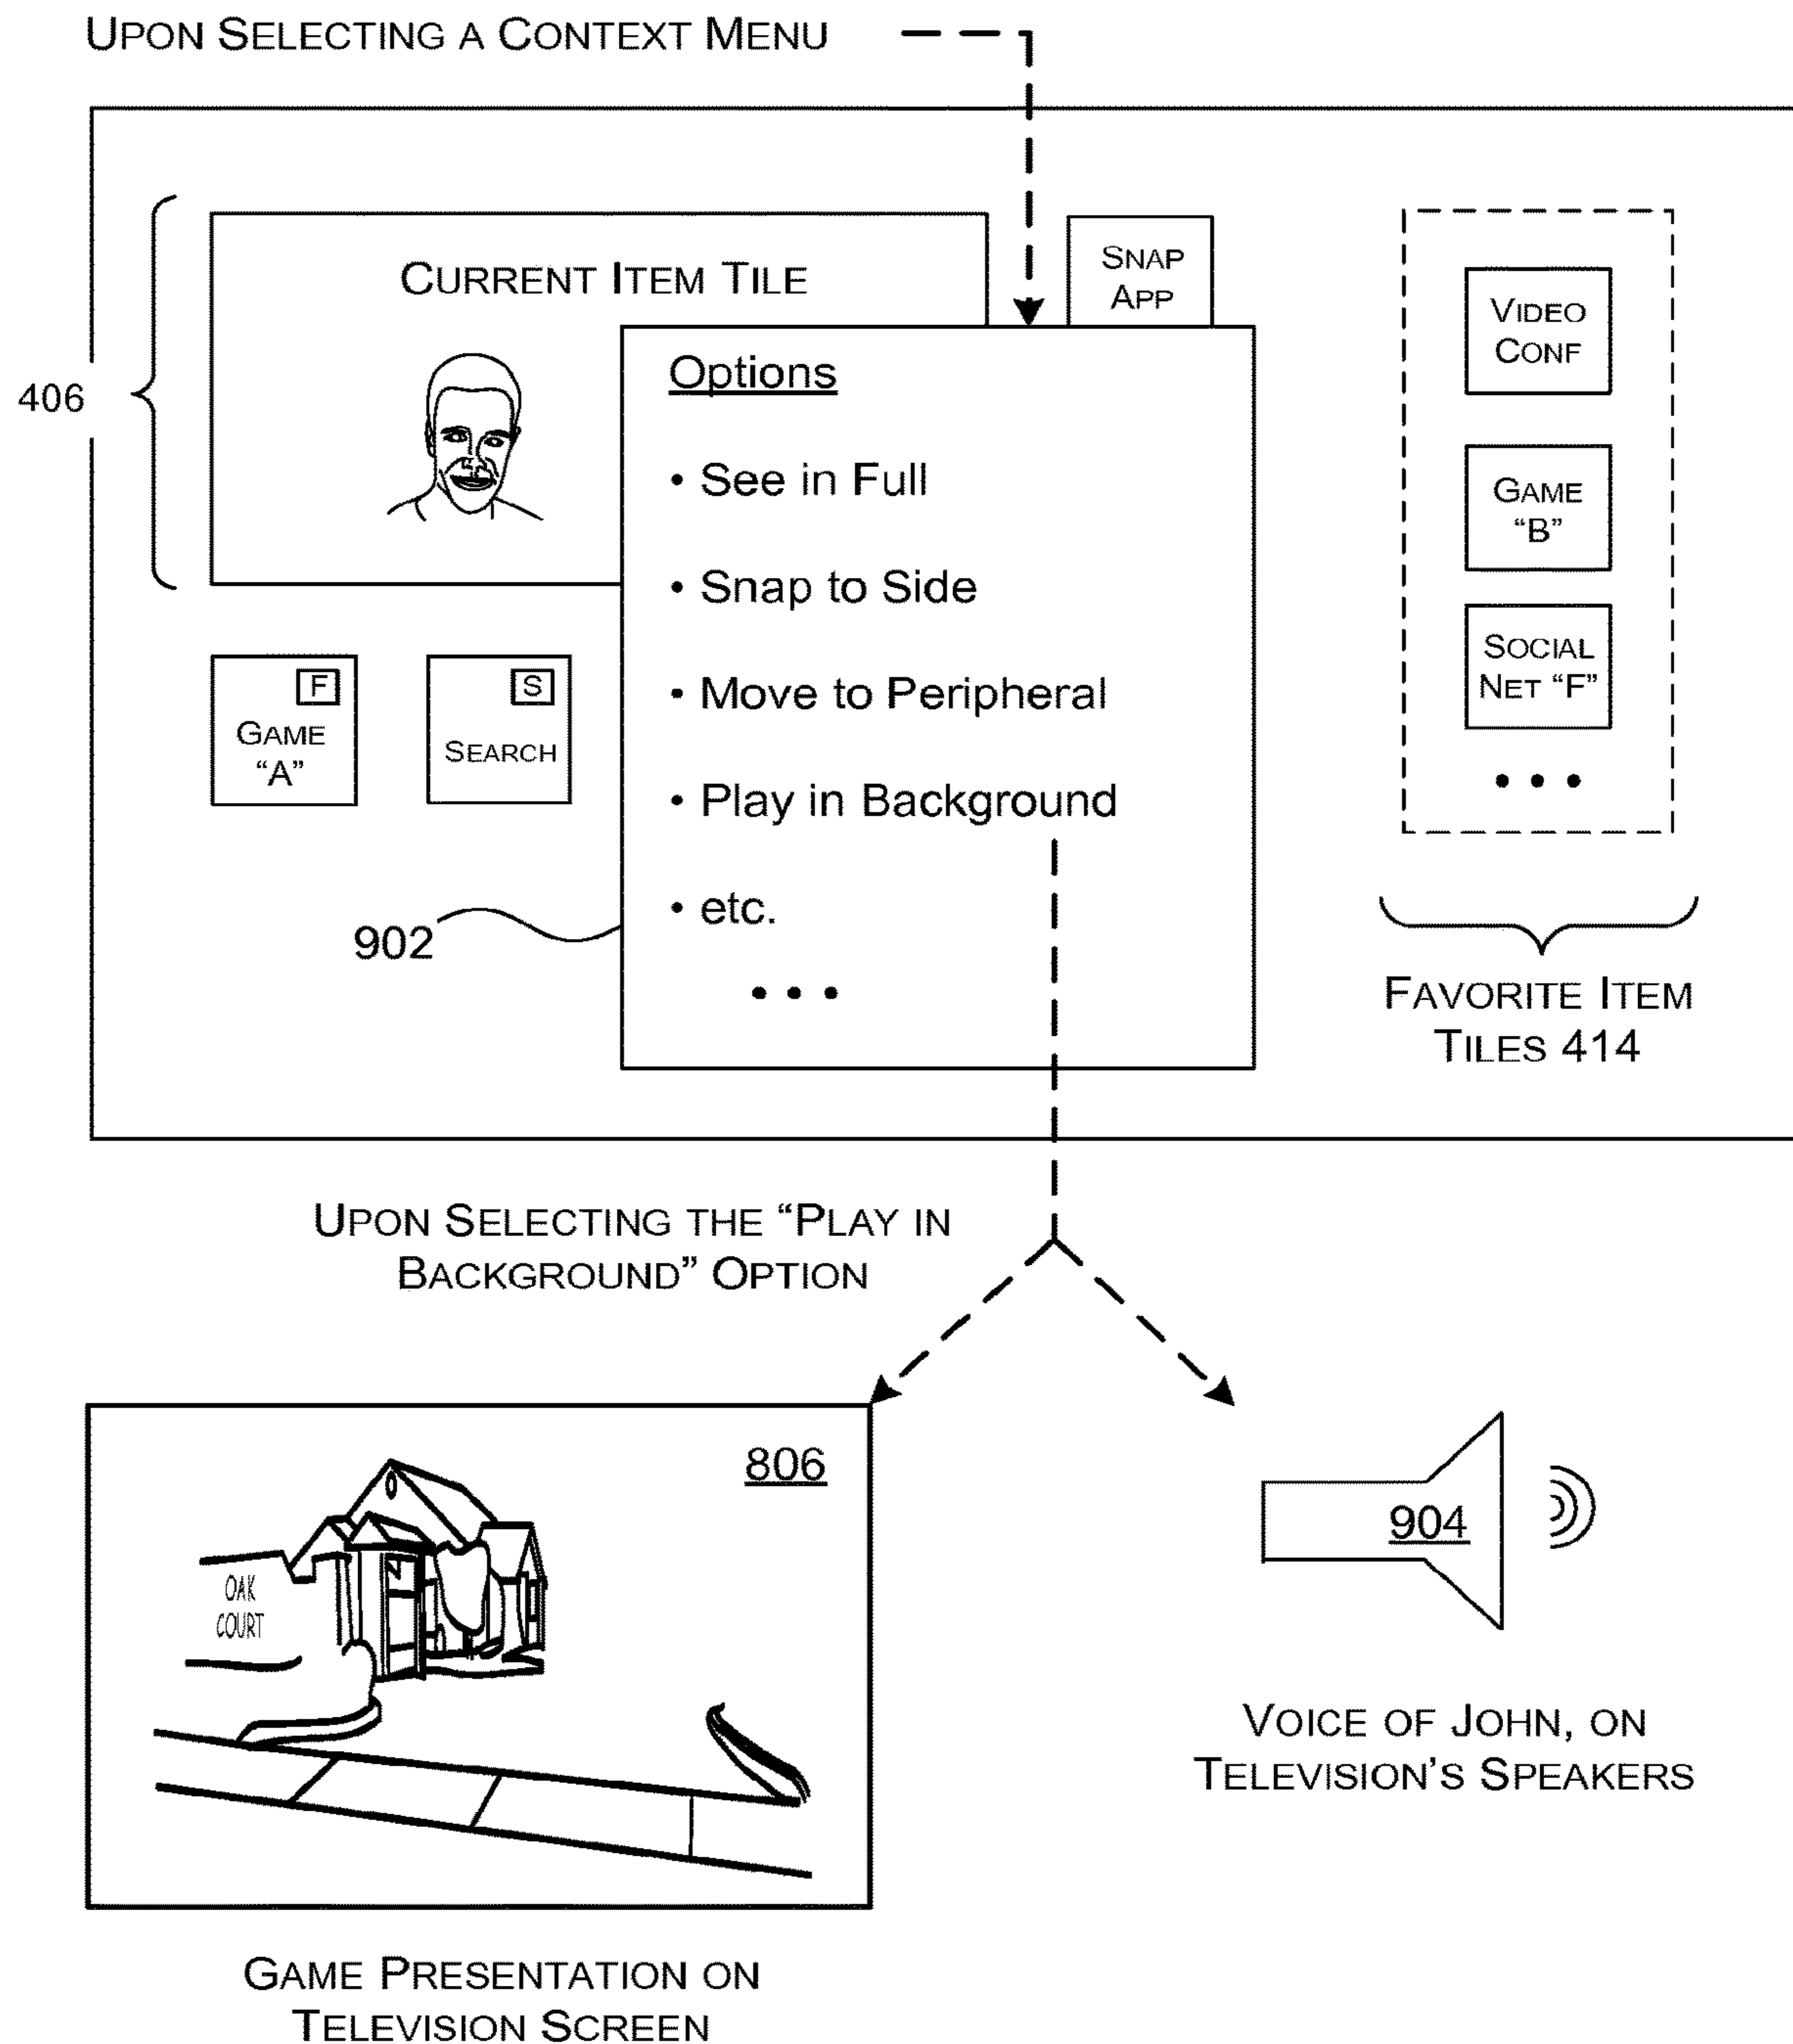 UPON SELECTING A CONTEXT MENU
406
CURRENT ITEM TILE
SNAP
APP
Options
• See in Full
• Snap to Side
• Move to Peripheral
• Play in Background
• etc.
• • •
902
F
GAME
"A"
S
SEARCH
VIDEO
CONF
GAME
"B"
SOCIAL
NET "F"
• • •
FAVORITE ITEM
TILES 414
UPON SELECTING THE "PLAY IN
BACKGROUND" OPTION
806
OAK
COURT
GAME PRESENTATION ON
TELEVISION SCREEN
904
VOICE OF JOHN, ON
TELEVISION'S SPEAKERS